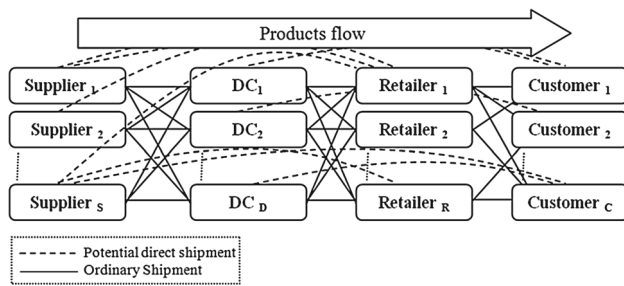 Products flow
Supplier 1 DC1 Retailer 1 Customer 1
Supplier 2 DC2 Retailer 2 Customer 2
Supplier S DC D Retailer R Customer C
Potential direct shipment
Ordinary Shipment